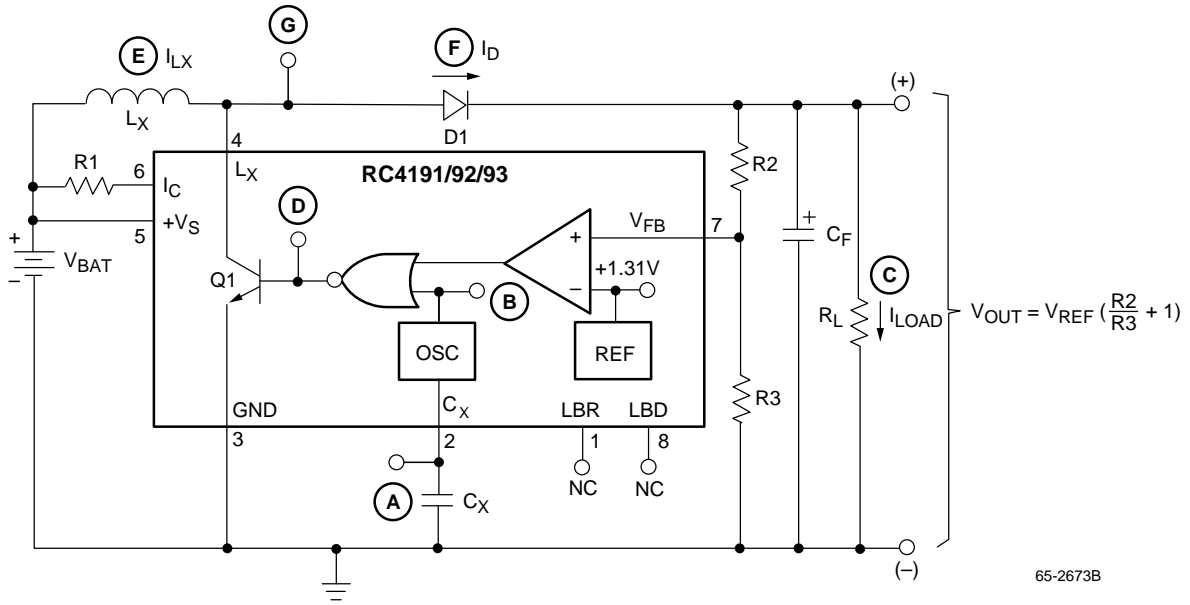 G
E I_LX
F I_D
(+)
L_X
D1
4
L_X
RC4191/92/93
R1
6
I_C
R2
+V_S
5
D
V_FB
7
+
V_BAT
–
Q1
+
+1.31V
–
B
+
C_F
C
R_L
I_LOAD
V_OUT = V_REF (R2/R3 + 1)
OSC
REF
R3
GND
C_X
LBR
LBD
3
2
1
8
A
C_X
NC
NC
(–)
65-2673B